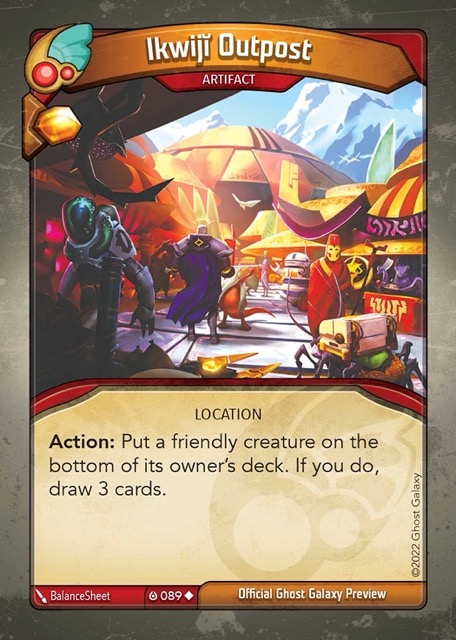 Ikwijĭ Outpost
ARTIFACT
LOCATION
Action: Put a friendly creature on the
bottom of its owner's deck. If you do,
draw 3 cards.
©2022 Ghost Galaxy
BalanceSheet
089
Official Ghost Galaxy Preview